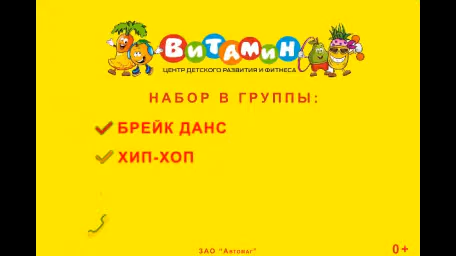 ВИТАМИН
ЦЕНТР ДЕТСКОГО РАЗВИТИЯ И ФИТНЕСА
НАБОР В ГРУППЫ:
БРЕЙК ДАНС
ХИП-ХОП
ЗАО "Автомаг"
0+